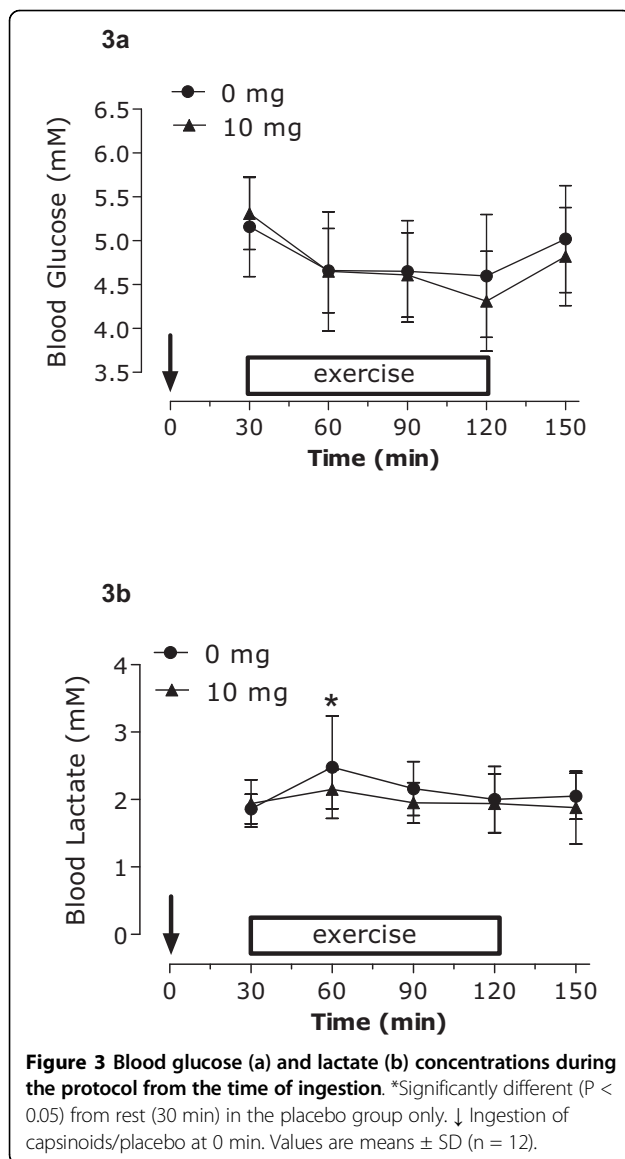 3a
0 mg
10 mg
Blood Glucose (mM)
6.5
6.0
5.5
5.0
4.5
4.0
3.5
exercise
0 30 60 90 120 150
Time (min)
3b
0 mg
10 mg
Blood Lactate (mM)
4
3
2
1
0
*
exercise
0 30 60 90 120 150
Time (min)
Figure 3 Blood glucose (a) and lactate (b) concentrations during
the protocol from the time of ingestion. *Significantly different (P <
0.05) from rest (30 min) in the placebo group only. ↓ Ingestion of
capsinoids/placebo at 0 min. Values are means ± SD (n = 12).